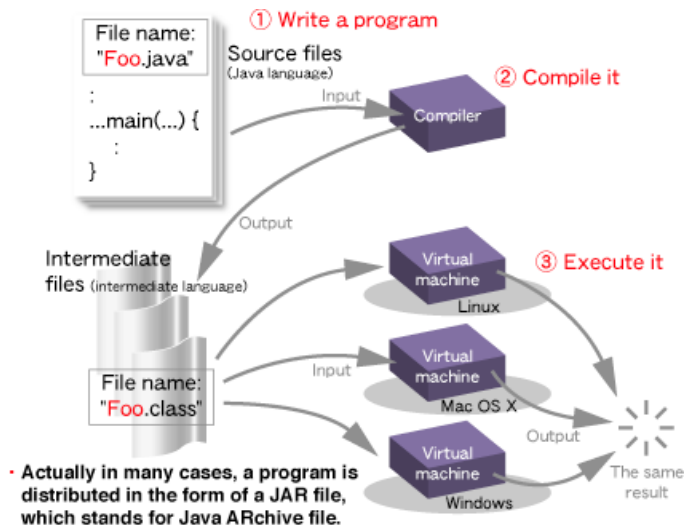 ① Write a program
File name:
"Foo.java"
Source files
(Java language)
:
...main(...) {
:
}
Input
② Compile it
Compiler
Output
Intermediate
files (intermediate language)
File name:
"Foo.class"
Input
③ Execute it
Virtual
machine
Linux
Virtual
machine
Mac OS X
Virtual
machine
Windows
Output
The same
result
· Actually in many cases, a program is
distributed in the form of a JAR file,
which stands for Java ARchive file.